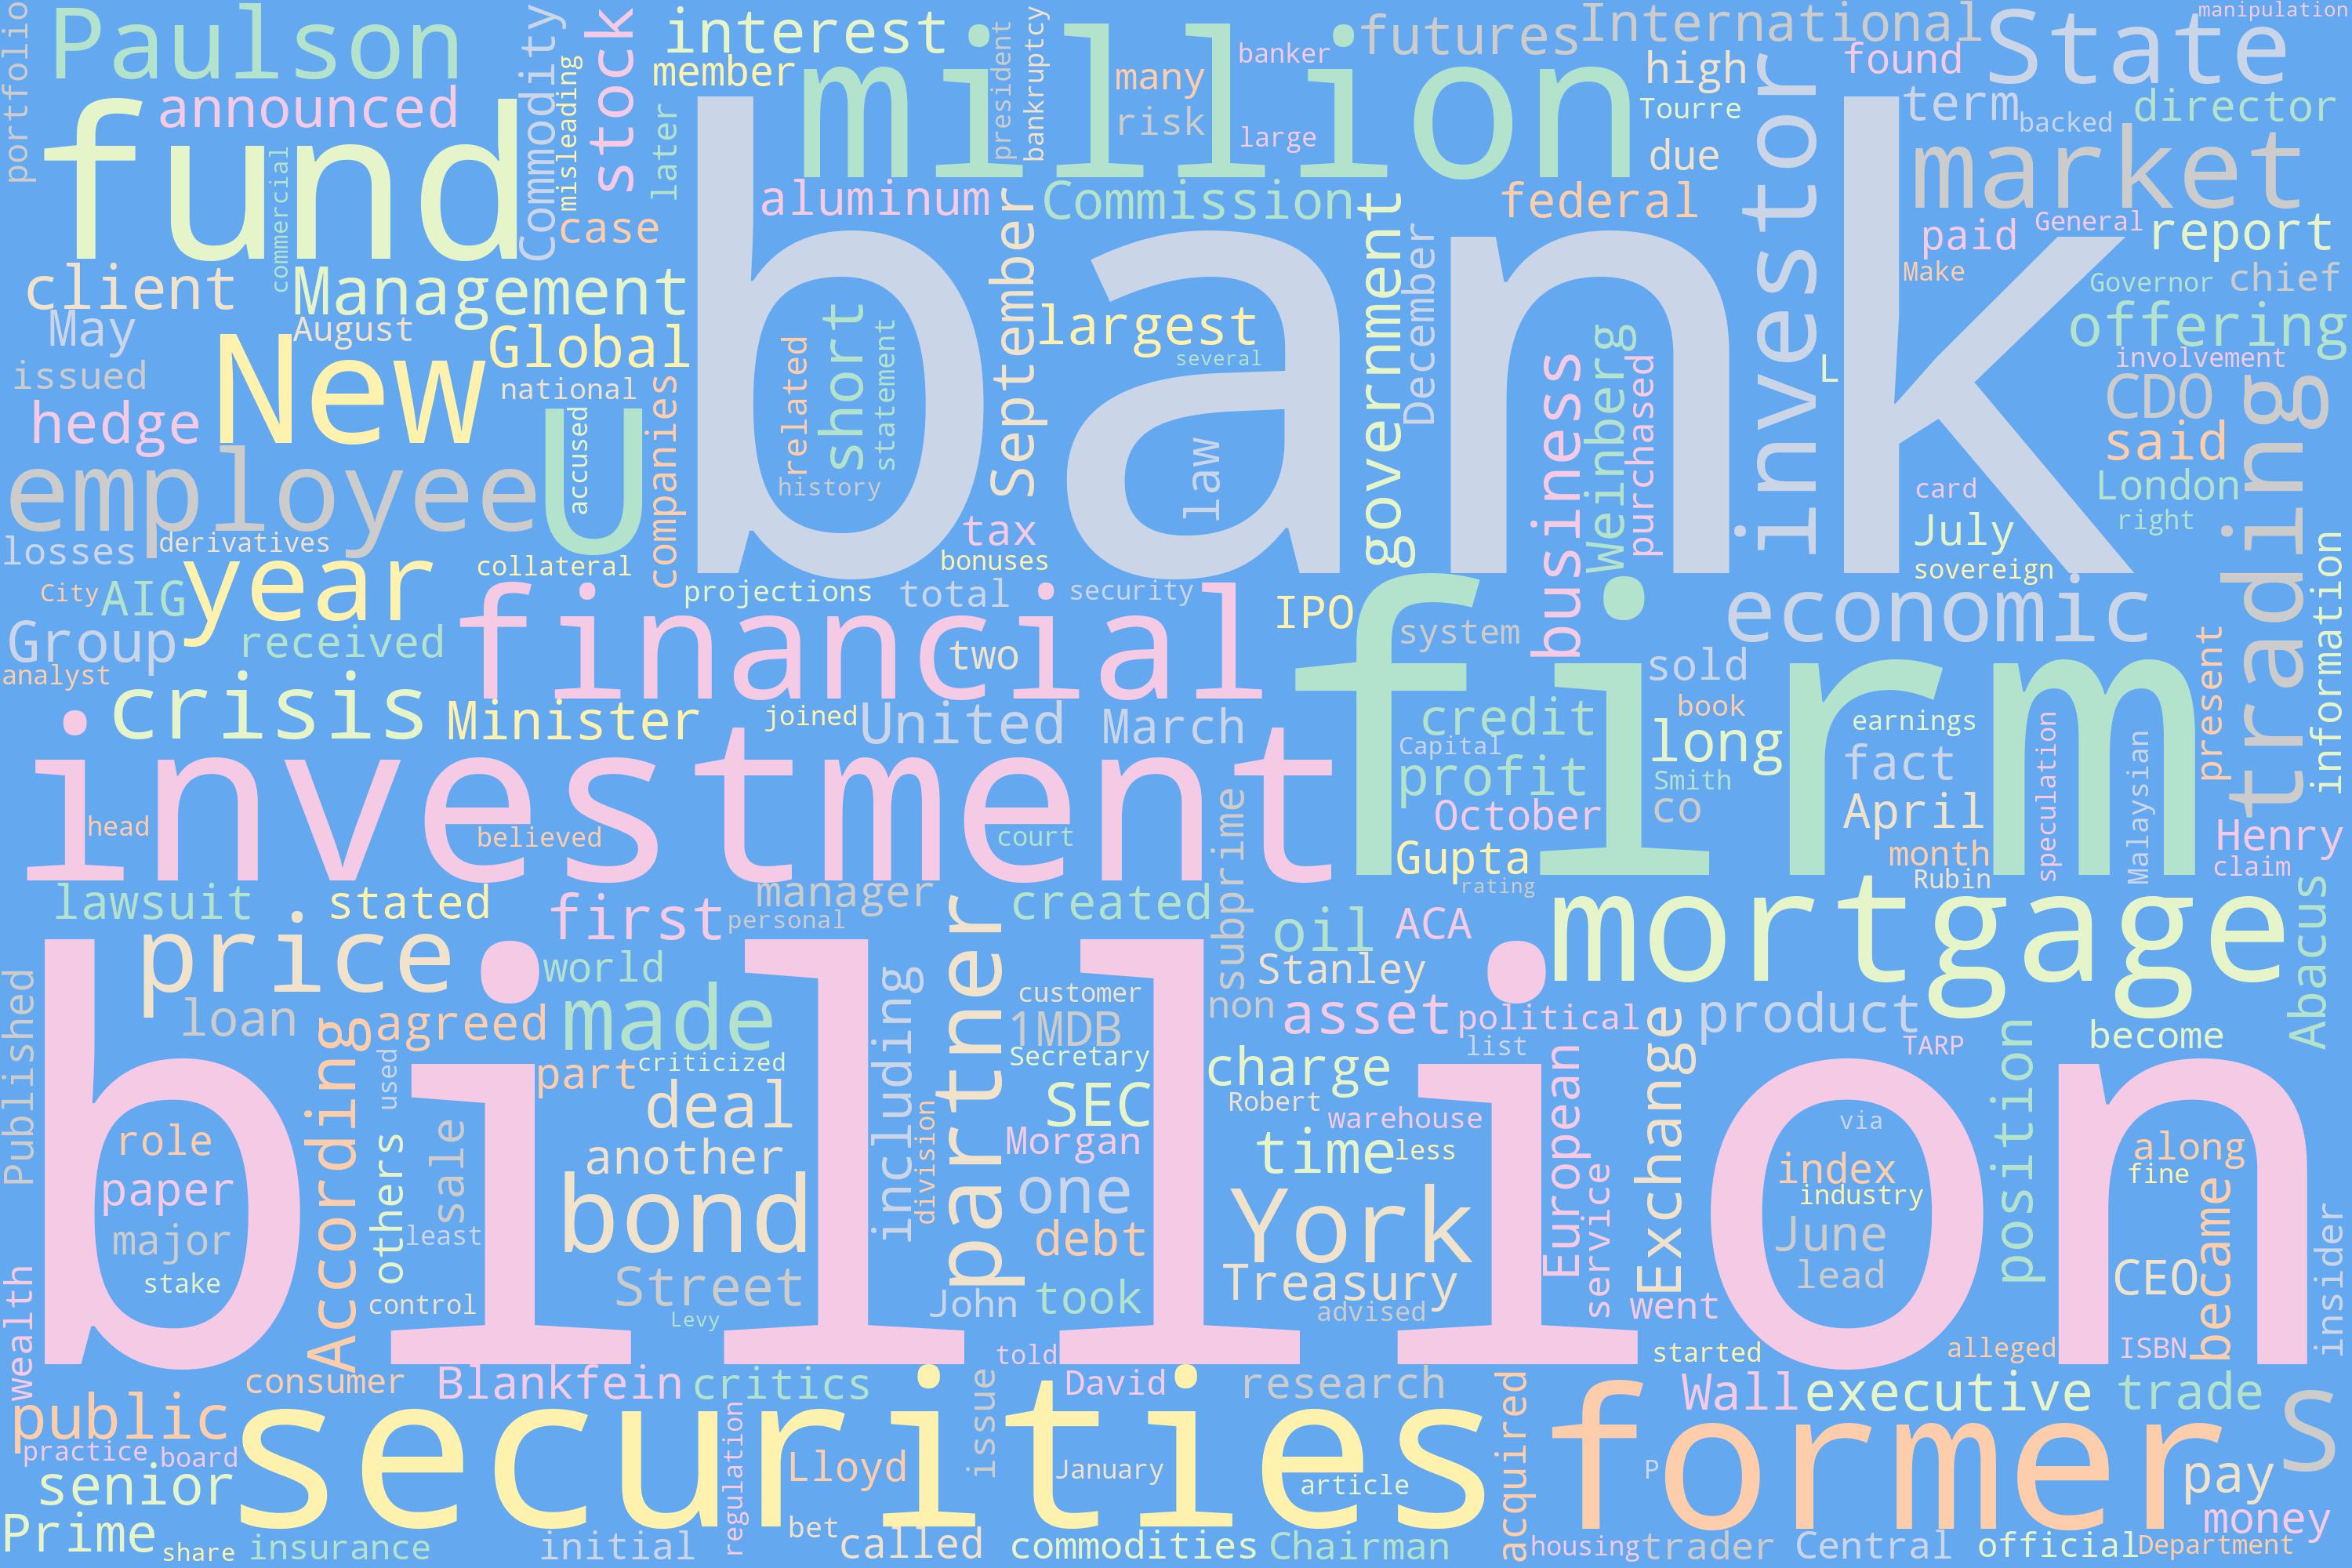 portfolio
Paulson
announced
fund
commercial
Commodity
misleading
stock
case
later
interest
member
million
president
bankruptcy
many
risk
banker
large
futures
International
high
Tourre
due
investor
found
State
manipulation
term
backed
director
market
aluminum
Commission
federal
paid
General
report
Make
Governor
chief
client
Management
May
August
Global
bank
September
largest
several
government
December
offering
involvement
issued
New
national
hedge
U
accused
companies
related
short
statement
history
law
business
Weinberg
purchased
L
CDO
said
trading
employee
tax
bonuses
card
London
July
right
losses
derivatives
collateral
sovereign
City
AIG
year
projections
total
security
IPO
economic
information
Group
received
financial
two
system
firm
sold
present
analyst
crisis
Minister
joined
United
March
credit
book
earnings
Capital
long
fact
speculation
Malaysian
investment
profit
Smith
head
believed
court
subprime
October
co
April
Henry
Gupta
month
claim
rating
Rubin
lawsuit
stated
first
manager
personal
partner
created
oil
ACA
mortgage
Abacus
price
world
Stanley
Published
loan
According
agreed
made
including
customer
1MDB
non
asset
political
Exchange
product
position
become
billion
used
part
criticized
Secretary
charge
list
European
TARP
others
sale
deal
division
SEC
Robert
warehouse
via
role
another
Morgan
time
less
service
index
along
paper
bond
one
industry
fine
major
least
debt
York
June
became
insider
stake
Street
Treasury
lead
CEO
wealth
control
Levy
John
took
advised
went
told
started
alleged
ISBN
consumer
Blankfein
critics
David
research
acquired
Wall
executive
trade
public
securities
issue
former
S
practice
board
regulation
Lloyd
January
P
senior
article
pay
Prime
share
insurance
initial
bet
called
commodities
Chairman
housing
trader
Central
official
money
Department